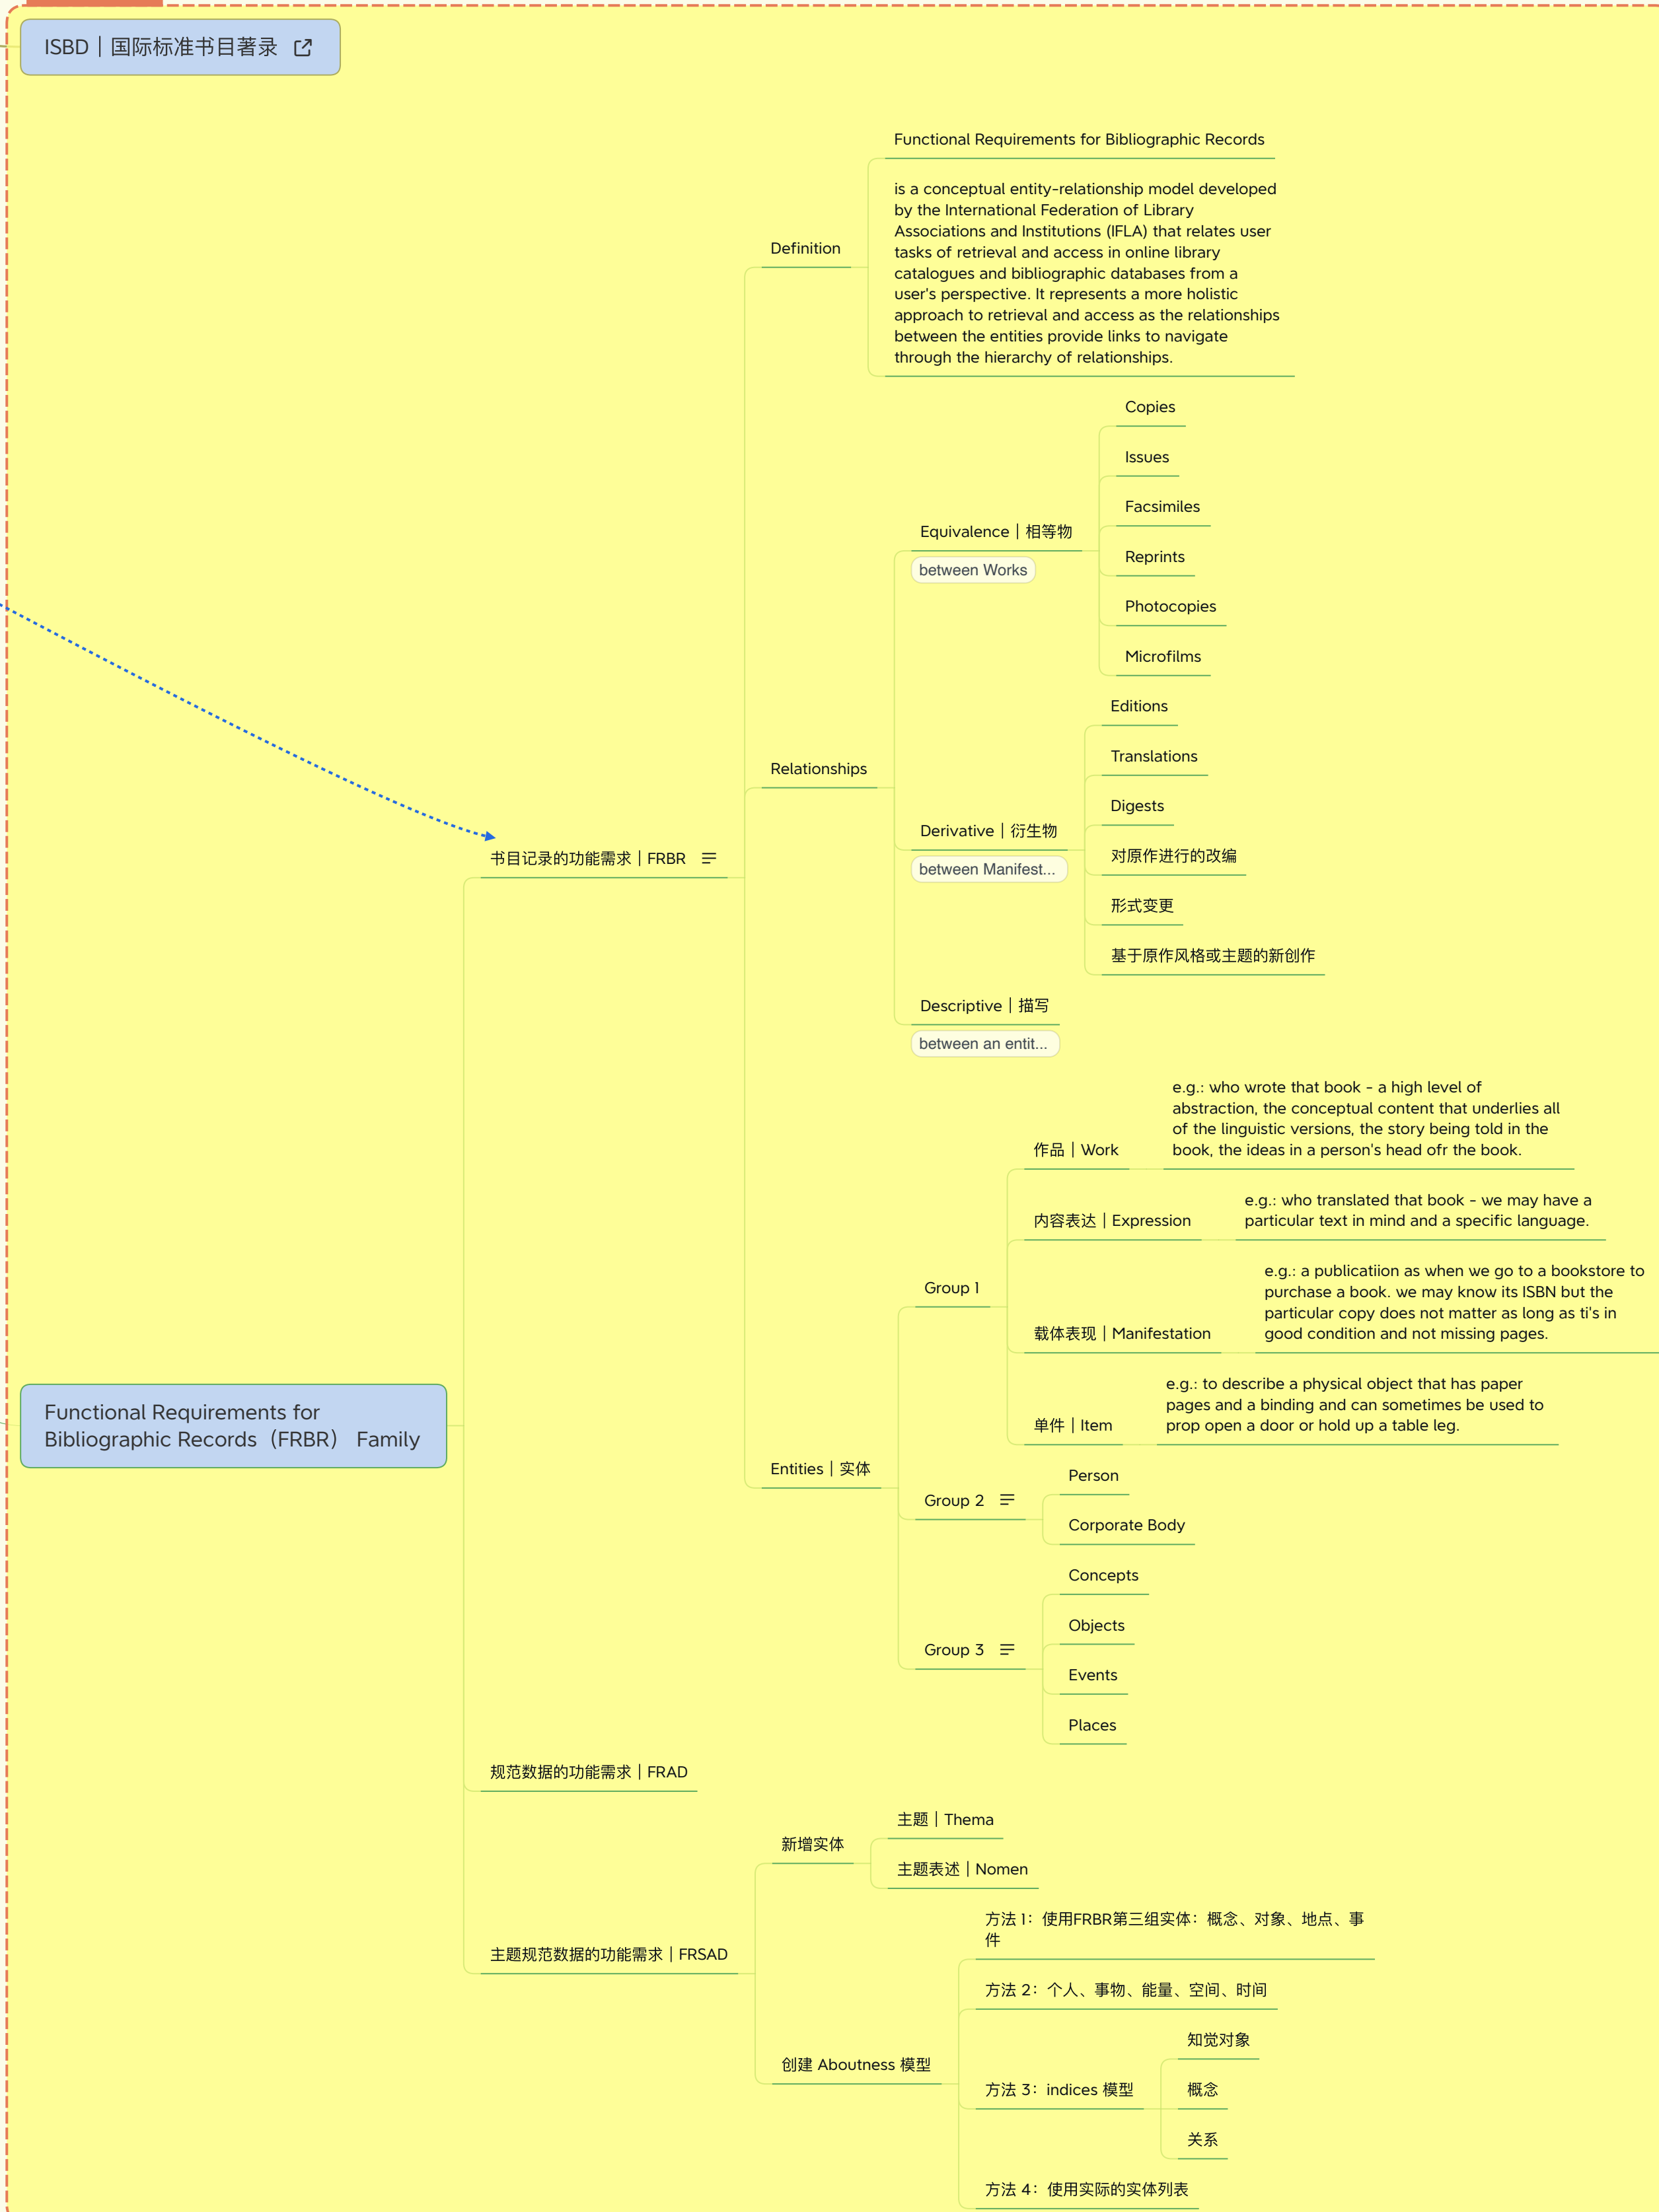 ISBD｜国际标准书目著录
Functional Requirements for Bibliographic Records
is a conceptual entity-relationship model developed
by the International Federation of Library
Associations and Institutions (IFLA) that relates user
tasks of retrieval and access in online library
catalogues and bibliographic databases from a
user's perspective. It represents a more holistic
approach to retrieval and access as the relationships
between the entities provide links to navigate
through the hierarchy of relationships.
Definition
Copies
Issues
Facsimiles
Equivalence｜相等物
between Works
Reprints
Photocopies
Microfilms
Editions
Translations
Relationships
Digests
Derivative｜衍生物
between Manifest...
对原作进行的改编
书目记录的功能需求｜FRBR
形式变更
基于原作风格或主题的新创作
Descriptive｜描写
between an entit...
e.g.: who wrote that book - a high level of
abstraction, the conceptual content that underlies all
of the linguistic versions, the story being told in the
book, the ideas in a person's head ofr the book.
作品｜Work
e.g.: who translated that book - we may have a
particular text in mind and a specific language.
内容表达｜Expression
e.g.: a publicatiion as when we go to a bookstore to
purchase a book. we may know its ISBN but the
particular copy does not matter as long as ti's in
good condition and not missing pages.
Group 1
载体表现｜Manifestation
e.g.: to describe a physical object that has paper
pages and a binding and can sometimes be used to
prop open a door or hold up a table leg.
单件｜Item
Functional Requirements for
Bibliographic Records（FRBR） Family
Entities｜实体
Person
Group 2
Corporate Body
Concepts
Objects
Group 3
Events
Places
规范数据的功能需求｜FRAD
主题｜Thema
新增实体
主题表述｜Nomen
方法 1：使用FRBR第三组实体：概念、对象、地点、事
件
主题规范数据的功能需求｜FRSAD
方法 2：个人、事物、能量、空间、时间
知觉对象
创建 Aboutness 模型
方法 3：indices 模型
概念
关系
方法 4：使用实际的实体列表